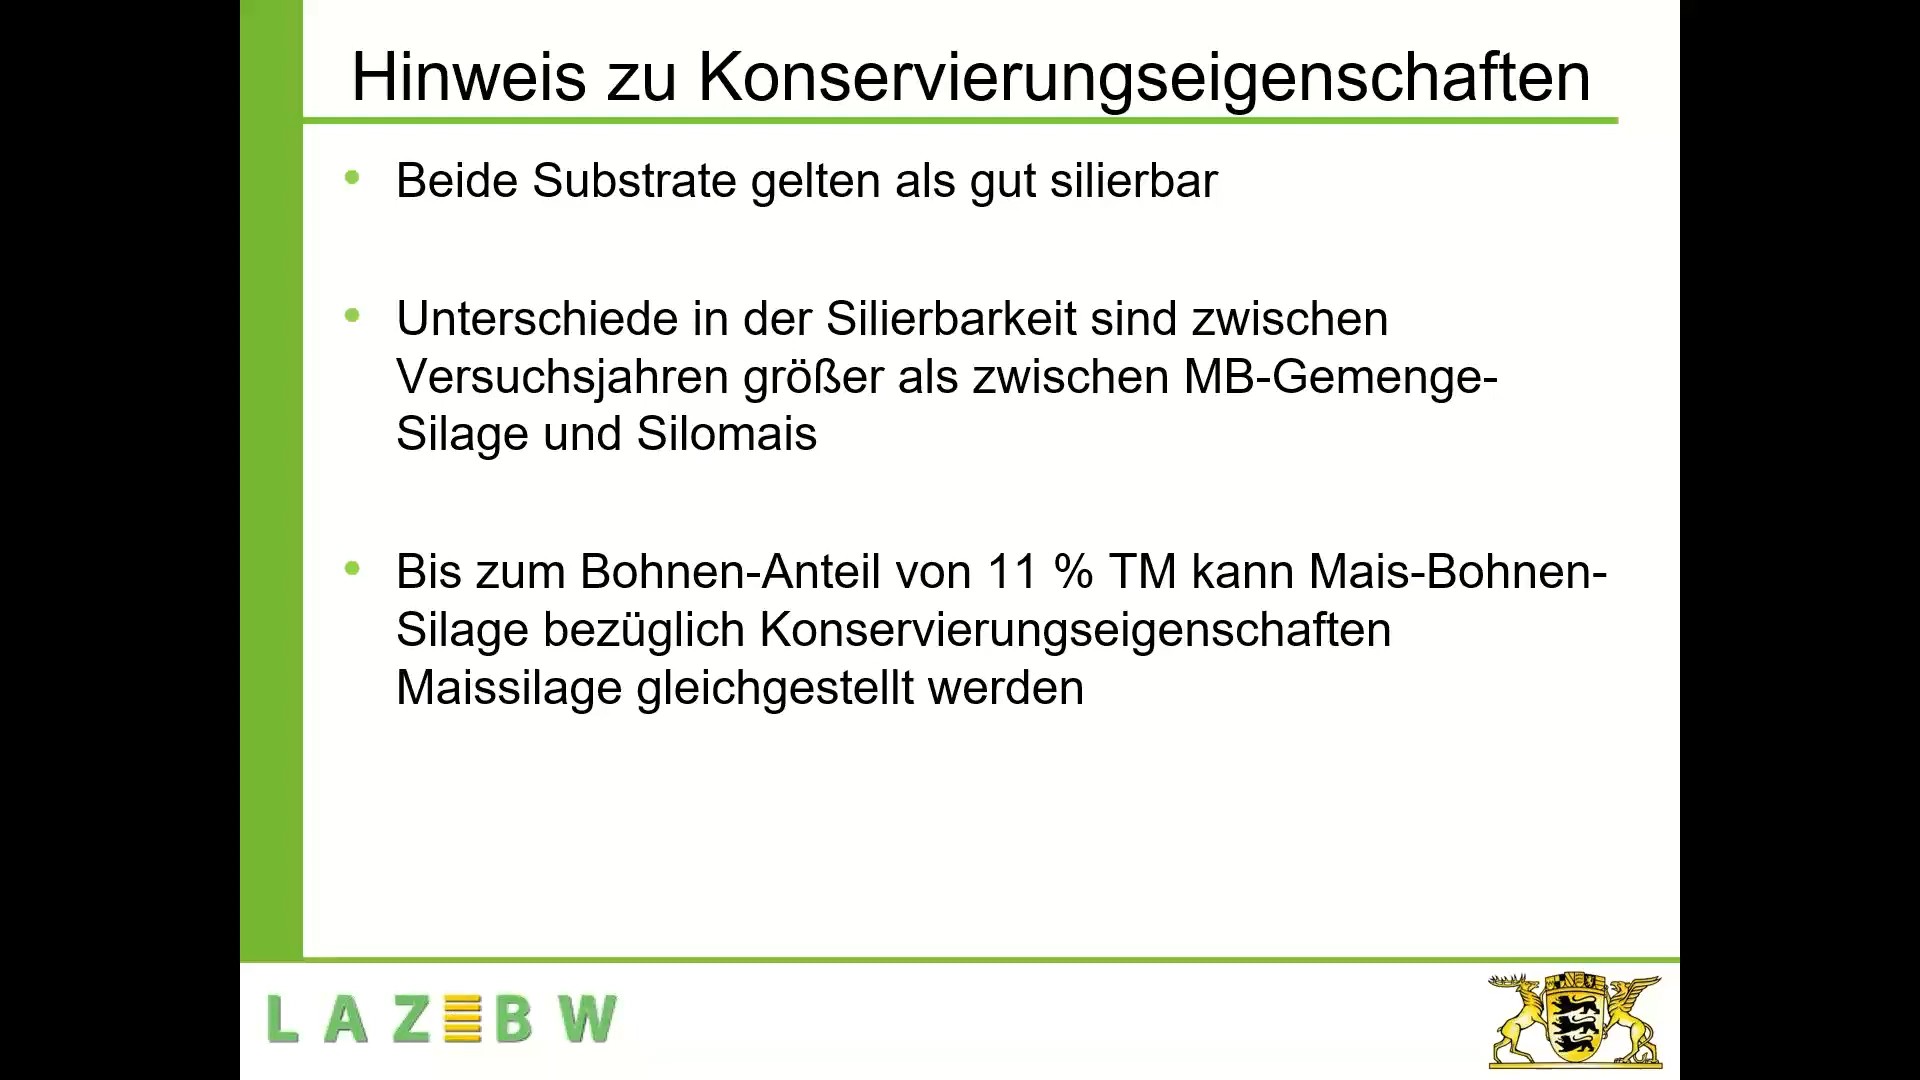 Hinweis zu Konservierungseigenschaften
• Beide Substrate gelten als gut silierbar
• Unterschiede in der Silierbarkeit sind zwischen
Versuchsjahren größer als zwischen MB-Gemenge-
Silage und Silomais
• Bis zum Bohnen-Anteil von 11 % TM kann Mais-Bohnen-
Silage bezüglich Konservierungseigenschaften
Maissilage gleichgestellt werden
LAZBW